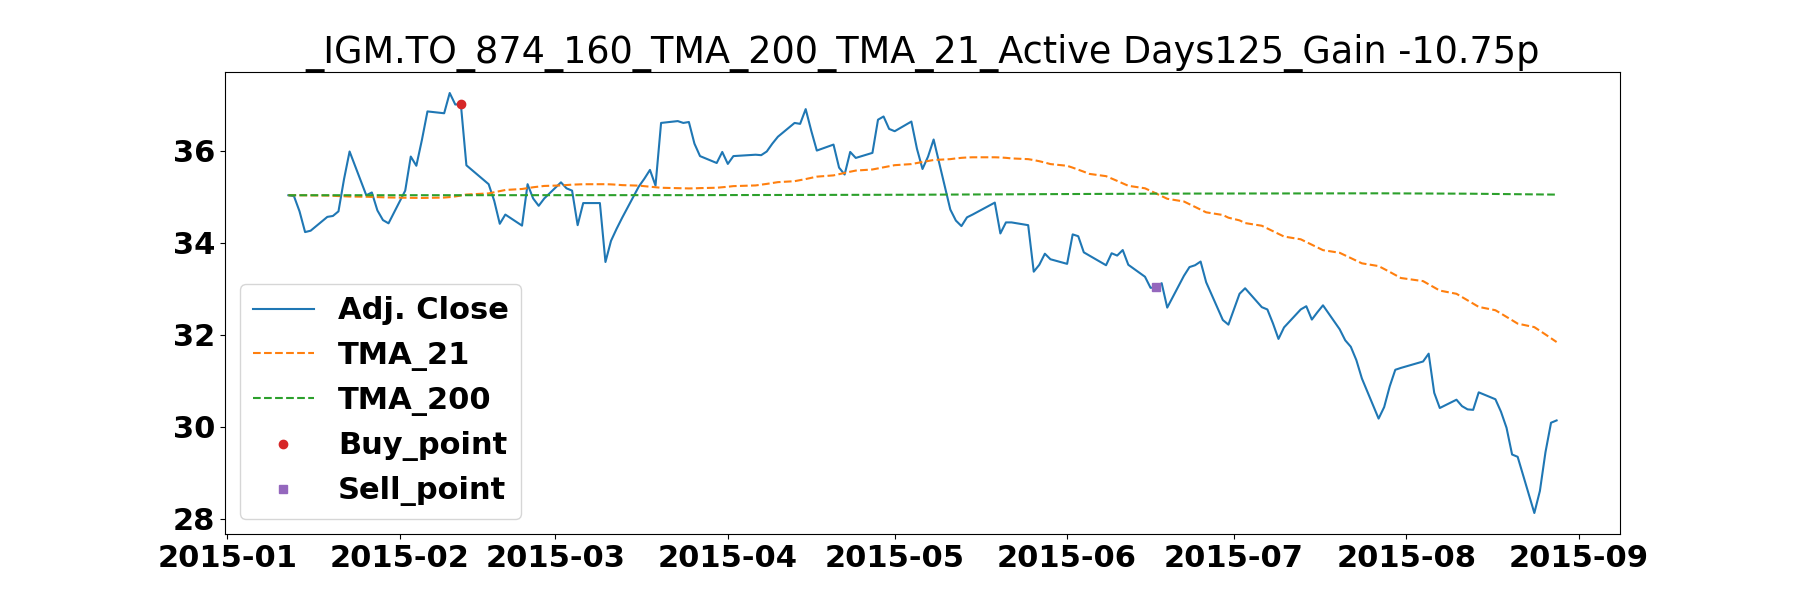 _IGM.TO_874_160_TMA_200_TMA_21_Active Days125_Gain -10.75p
36
34
32
30
28
Adj. Close
TMA_21
TMA_200
Buy_point
Sell_point
2015-01 2015-02 2015-03 2015-04 2015-05 2015-06 2015-07 2015-08 2015-09